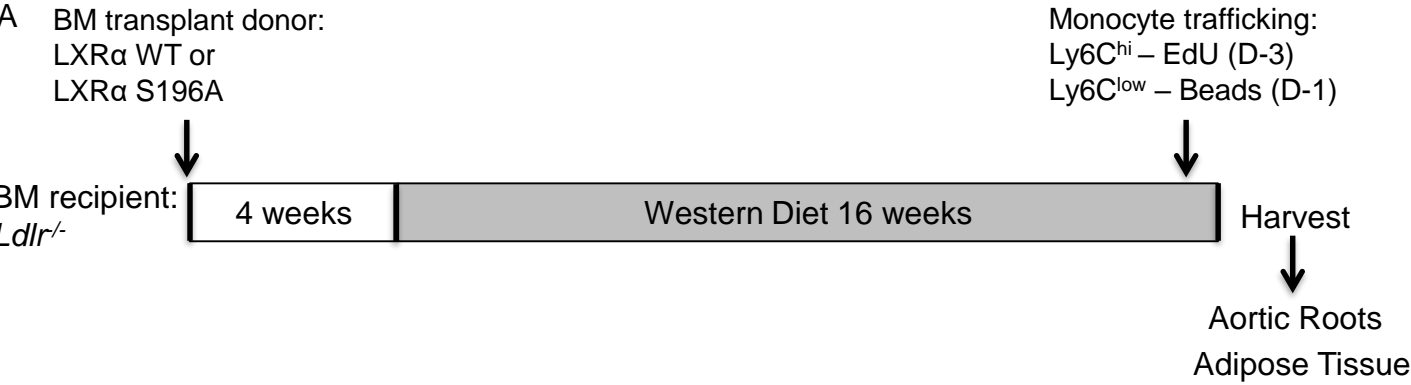 A
BM transplant donor:
LXRα WT or
LXRα S196A
Monocyte trafficking:
Ly6Chi – EdU (D-3)
Ly6Clow – Beads (D-1)
BM recipient:
Ldlr-/-
4 weeks
Western Diet 16 weeks
Harvest
Aortic Roots
Adipose Tissue